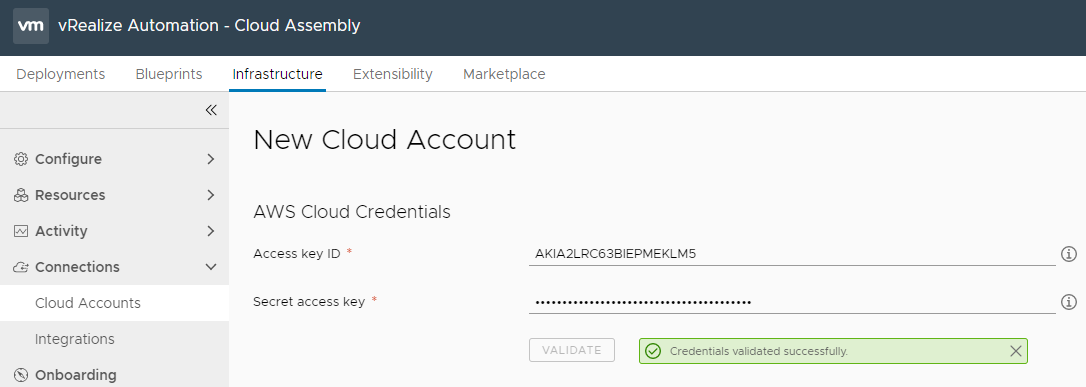 vm vRealize Automation - Cloud Assembly
Deployments Blueprints Infrastructure Extensibility Marketplace
New Cloud Account
Configure
Resources
AWS Cloud Credentials
Activity
Access key ID * AKIA2LRC63BIEPMEKLM5
Connections
Cloud Accounts
Secret access key * ••••••••••••••••••••••••••••••••••••••••
Integrations
VALIDATE Credentials validated successfully.
Onboarding